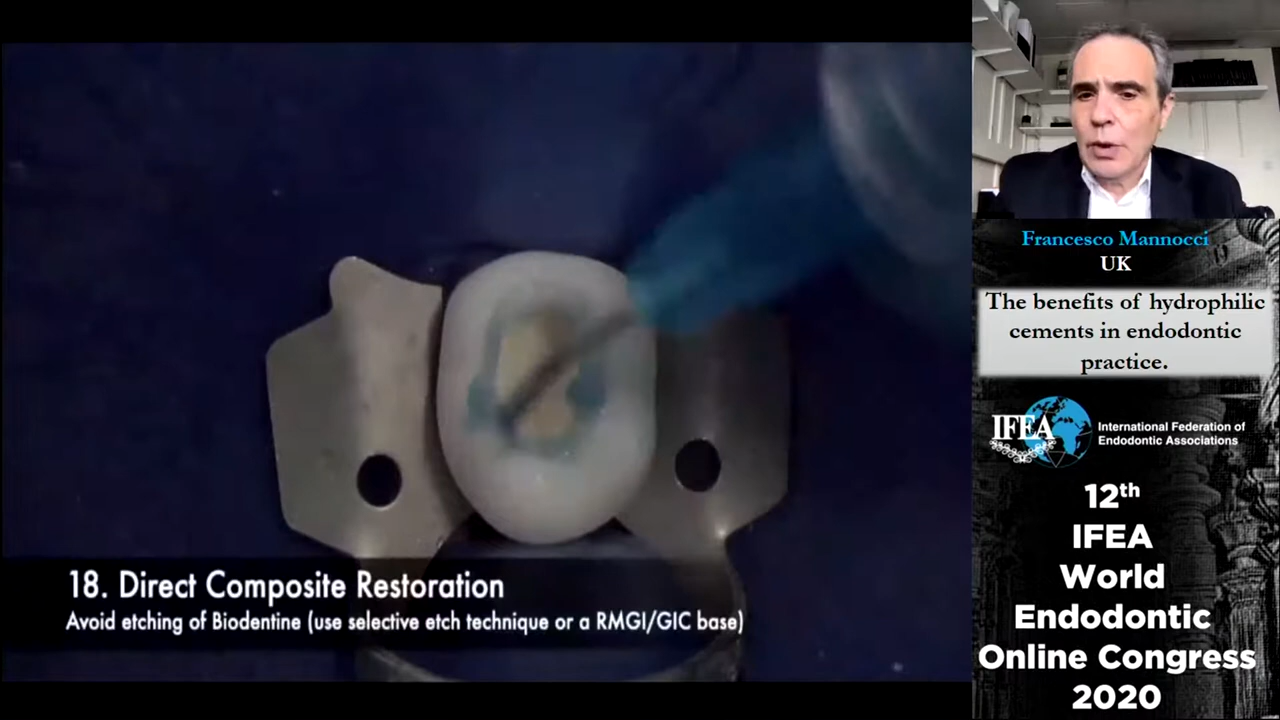 18. Direct Composite Restoration
Avoid etching of Biodentine (use selective etch technique or a RMGI/GIC base)
Francesco Mannocci
UK
The benefits of hydrophilic
cements in endodontic
practice.
IFEA
International Federation of
Endodontic Associations
12th
IFEA
World
Endodontic
Online Congress
2020